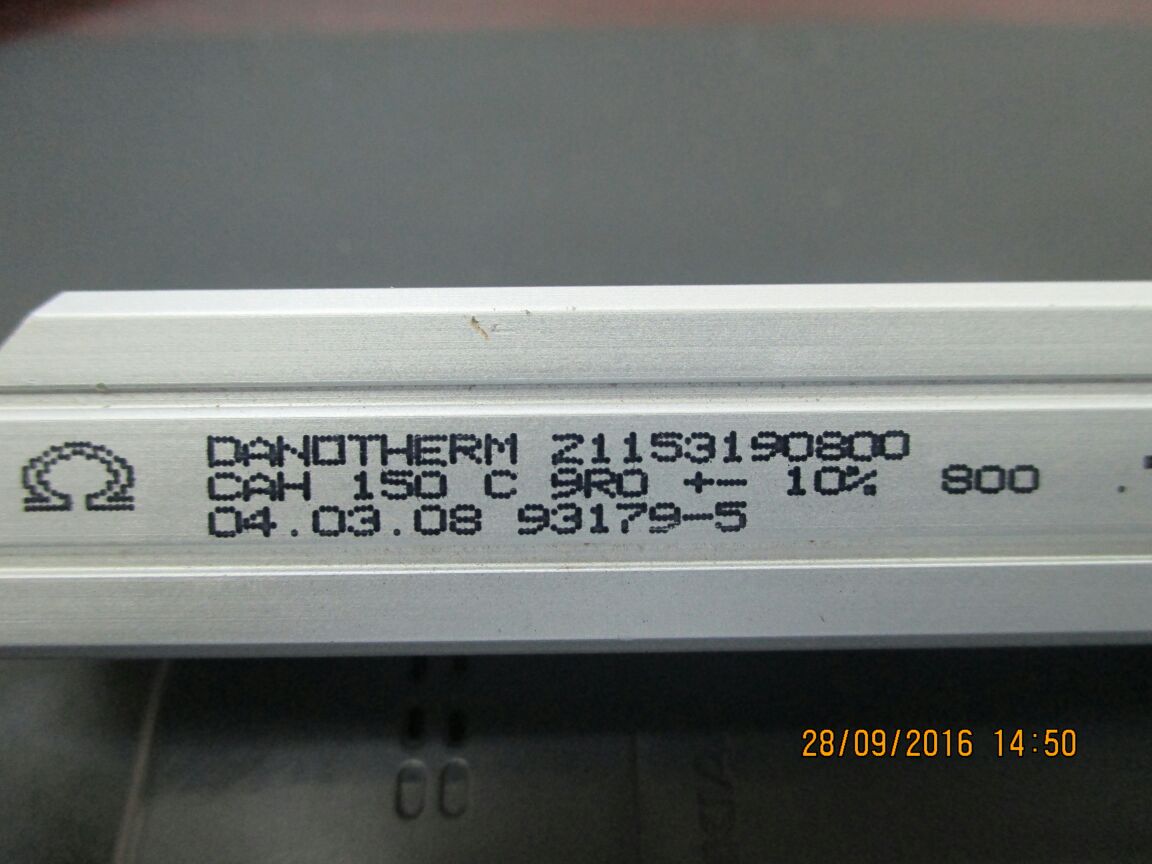 DANOTHERM Z1153190800
CAH 150 C 9R0 +- 10% 800
04.03.08 93179-5
28/09/2016 14:50